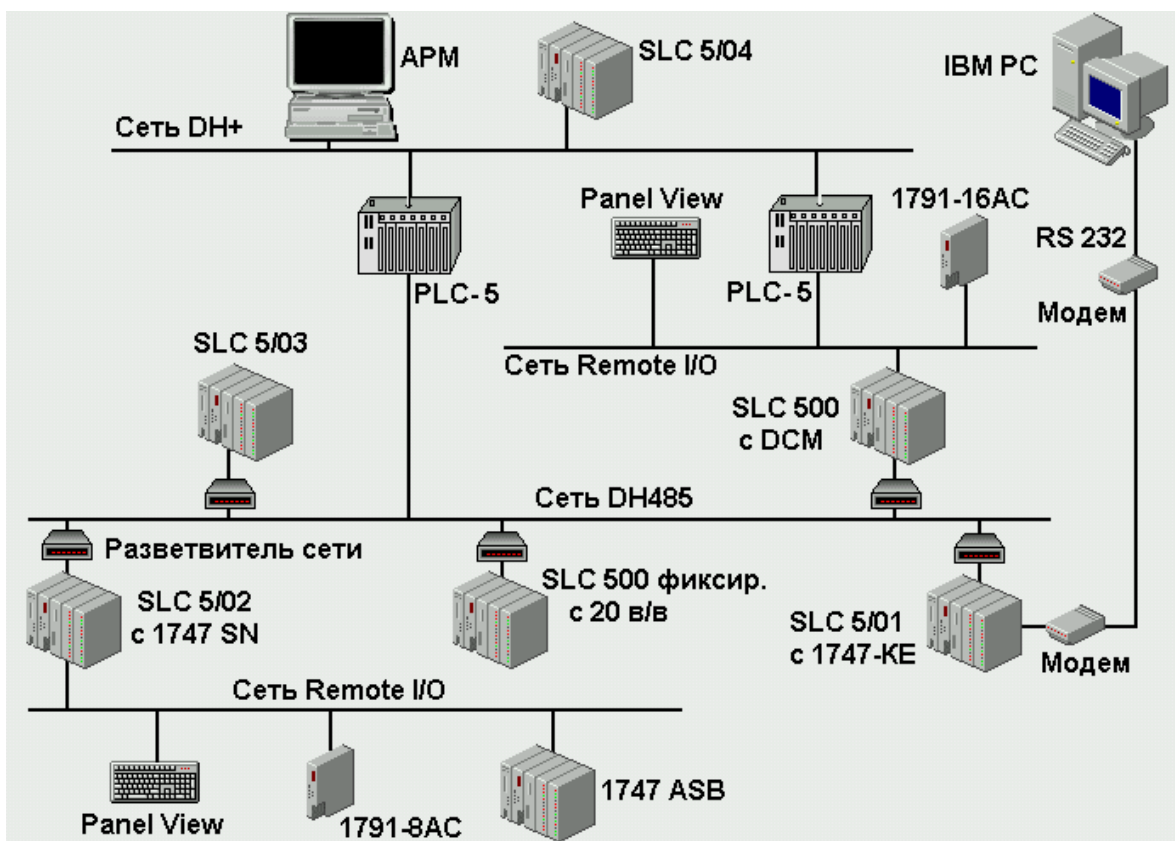 АРМ
SLC 5/04
IBM PC
Сеть DH+
Panel View
1791-16AC
RS 232
PLC- 5
PLC- 5
Модем
SLC 5/03
Сеть Remote I/O
SLC 500
с DCM
Сеть DH485
Разветвитель сети
SLC 5/02
с 1747 SN
SLC 500 фиксир.
с 20 в/в
SLC 5/01
с 1747-KE
Модем
Сеть Remote I/O
Panel View
1791-8AC
1747 ASB